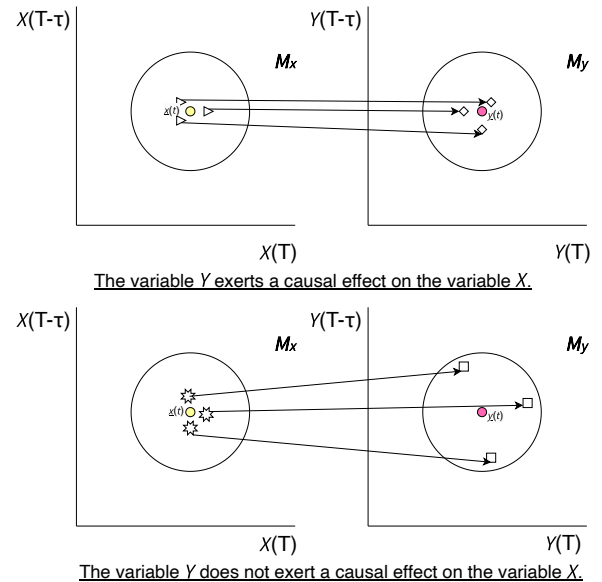 X(T-τ) Y(T-τ)
Mx My
x(t) y(t)
X(T) Y(T)
The variable Y exerts a causal effect on the variable X.
X(T-τ) Y(T-τ)
Mx My
x(t) y(t)
X(T) Y(T)
The variable Y does not exert a causal effect on the variable X.